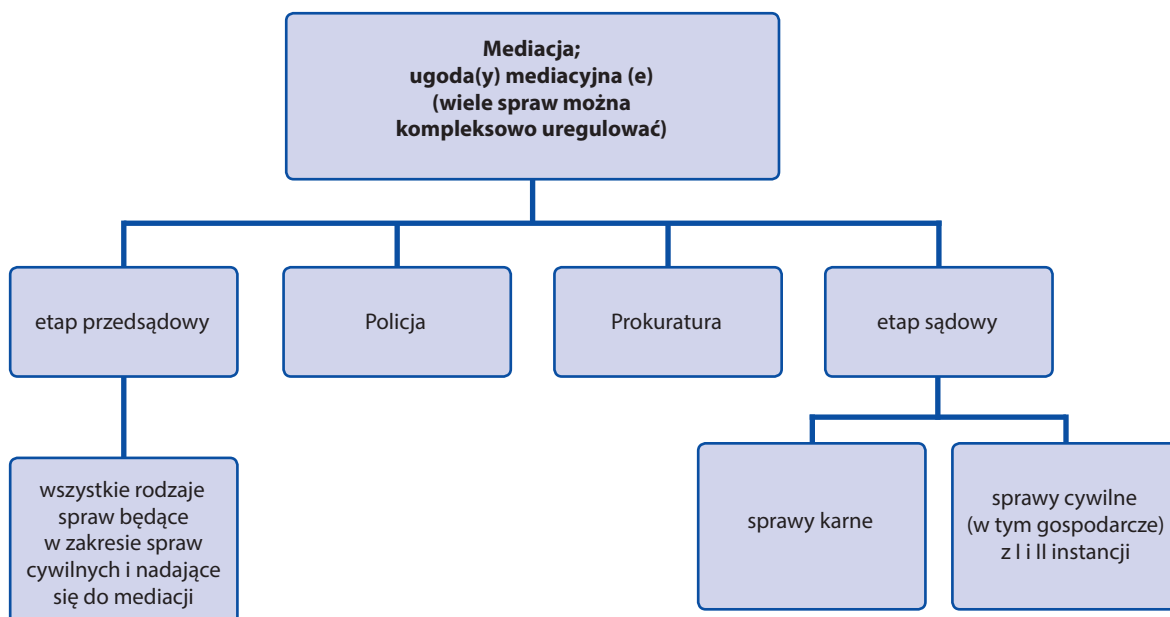 Mediacja;
ugoda(y) mediacyjna (e)
(wiele spraw można
kompleksowo uregulować)
etap przedsądowy
Policja
Prokuratura
etap sądowy
wszystkie rodzaje
spraw będące
w zakresie spraw
cywilnych i nadające
się do mediacji
sprawy karne
sprawy cywilne
(w tym gospodarcze)
z I i II instancji